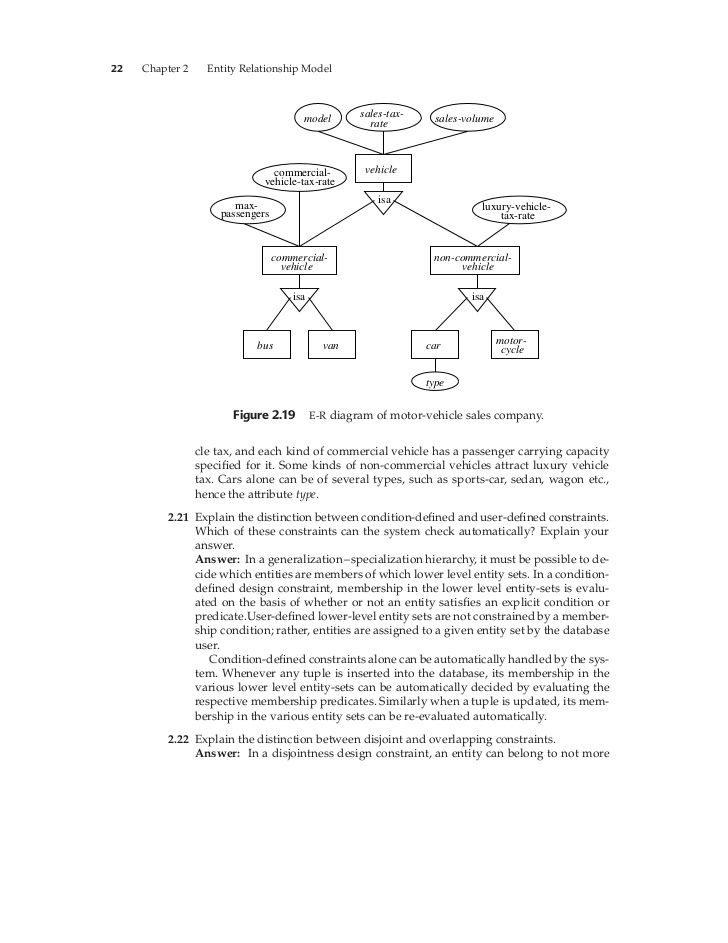 22 Chapter 2 Entity Relationship Model
model
sales-tax-
rate
sales-volume
commercial-
vehicle-tax-rate
vehicle
max-
passengers
isa
luxury-vehicle-
tax-rate
commercial-
vehicle
non-commercial-
vehicle
isa
isa
bus
van
car
motor-
cycle
type
Figure 2.19 E-R diagram of motor-vehicle sales company.
cle tax, and each kind of commercial vehicle has a passenger carrying capacity
specified for it. Some kinds of non-commercial vehicles attract luxury vehicle
tax. Cars alone can be of several types, such as sports-car, sedan, wagon etc.,
hence the attribute type.
2.21 Explain the distinction between condition-defined and user-defined constraints.
Which of these constraints can the system check automatically? Explain your
answer.
Answer: In a generalization–specialization hierarchy, it must be possible to de-
cide which entities are members of which lower level entity sets. In a condition-
defined design constraint, membership in the lower level entity-sets is evalu-
ated on the basis of whether or not an entity satisfies an explicit condition or
predicate.User-defined lower-level entity sets are not constrained by a member-
ship condition; rather, entities are assigned to a given entity set by the database
user.
Condition-defined constraints alone can be automatically handled by the sys-
tem. Whenever any tuple is inserted into the database, its membership in the
various lower level entity-sets can be automatically decided by evaluating the
respective membership predicates. Similarly when a tuple is updated, its mem-
bership in the various entity sets can be re-evaluated automatically.
2.22 Explain the distinction between disjoint and overlapping constraints.
Answer: In a disjointness design constraint, an entity can belong to not more